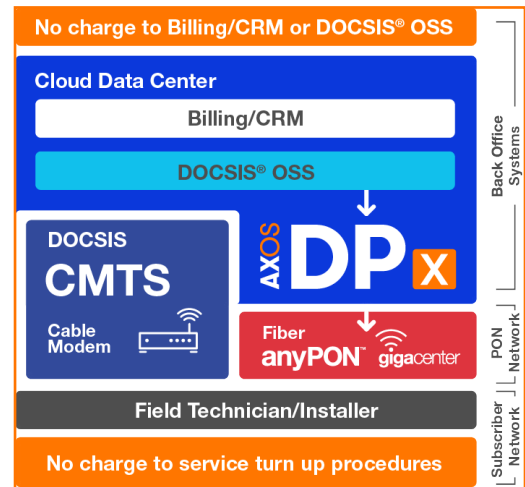 No charge to Billing/CRM or DOCSIS® OSS
Cloud Data Center
Billing/CRM
DOCSIS® OSS
AXOS DPX
DOCSIS
CMTS
Cable
Modem
Fiber
anyPON™ gigacenter
Field Technician/Installer
No charge to service turn up procedures
Back Office
Systems
PON
Network
Subscriber
Network